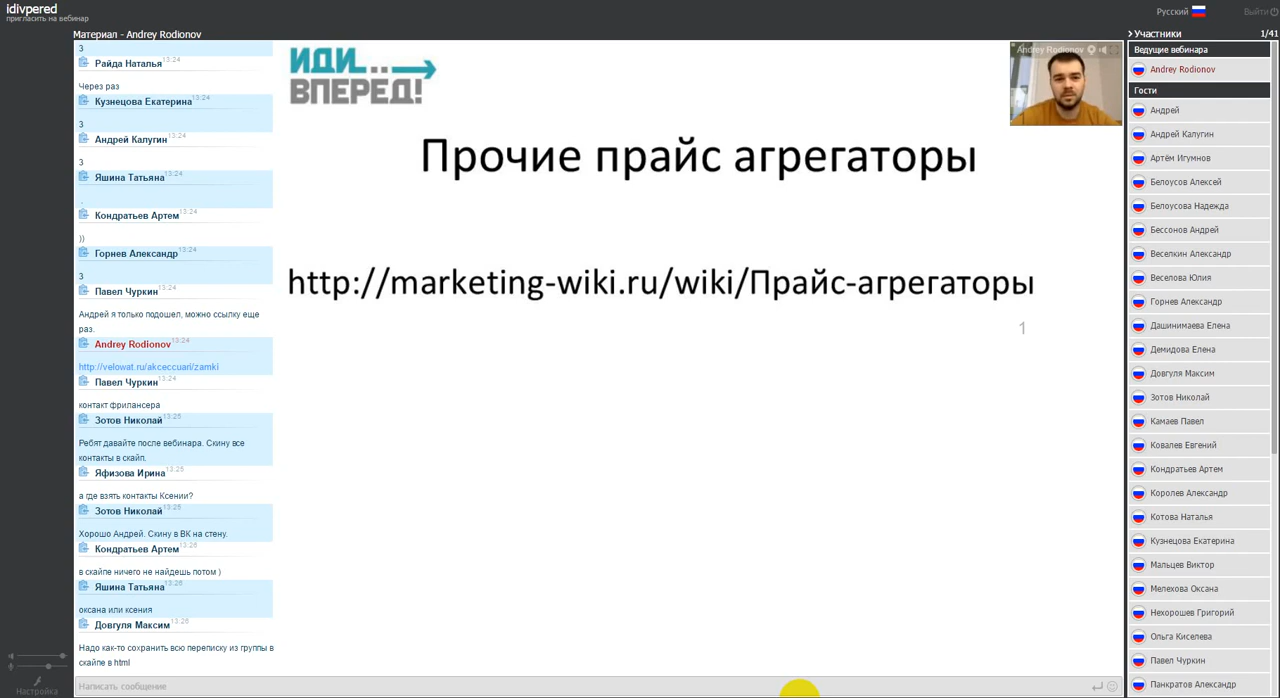 idivpered
пригласить на вебинар
Русский
Выйти
Материал - Andrey Rodionov
3
Райда Наталья 13:24
Через раз
Кузнецова Екатерина 13:24
3
Андрей Калугин 13:24
3
Яшина Татьяна 13:24
.
Кондратьев Артем 13:24
))
Горнев Александр 13:24
3
Павел Чуркин 13:24
Андрей я только подошел, можно ссылку еще
раз.
Andrey Rodionov 13:24
http://velowat.ru/akceccuari/zamki
Павел Чуркин 13:24
контакт фрилансера
Зотов Николай 13:25
Ребят давайте после вебинара. Скину все
контакты в скайп.
Яфизова Ирина 13:25
а где взять контакты Ксении?
Зотов Николай 13:25
Хорошо Андрей. Скину в ВК на стену.
Кондратьев Артем 13:26
в скайпе ничего не найдешь потом )
Яшина Татьяна 13:26
оксана или ксения
Довгуля Максим 13:26
Надо как-то сохранить всю переписку из группы в
скайпе в html
Написать сообщение
Настройка
ИДИ...
ВПЕРЕД!
Прочие прайс агрегаторы
http://marketing-wiki.ru/wiki/Прайс-агрегаторы
1
Andrey Rodionov
Участники 1/41
Ведущие вебинара
Andrey Rodionov
Гости
Андрей
Андрей Калугин
Артём Игумнов
Белоусов Алексей
Белоусова Надежда
Бессонов Андрей
Веселкин Александр
Веселова Юлия
Горнев Александр
Дашинимаева Елена
Демидова Елена
Довгуля Максим
Зотов Николай
Камаев Павел
Ковалев Евгений
Кондратьев Артем
Королев Александр
Котова Наталья
Кузнецова Екатерина
Мальцев Виктор
Мелехова Оксана
Нехорошев Григорий
Ольга Киселева
Павел Чуркин
Панкратов Александр